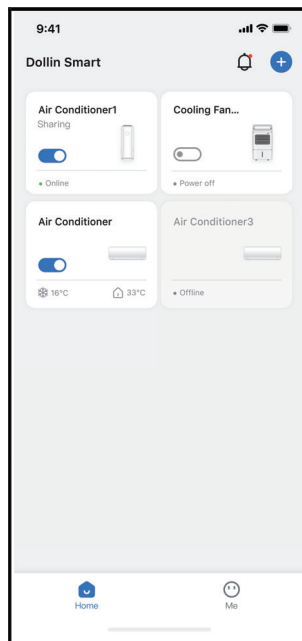 9:41
Dollin Smart
Air Conditioner1
Sharing
• Online
Cooling Fan...
• Power off
Air Conditioner
16°C
33°C
Air Conditioner3
• Offline
Home
Me